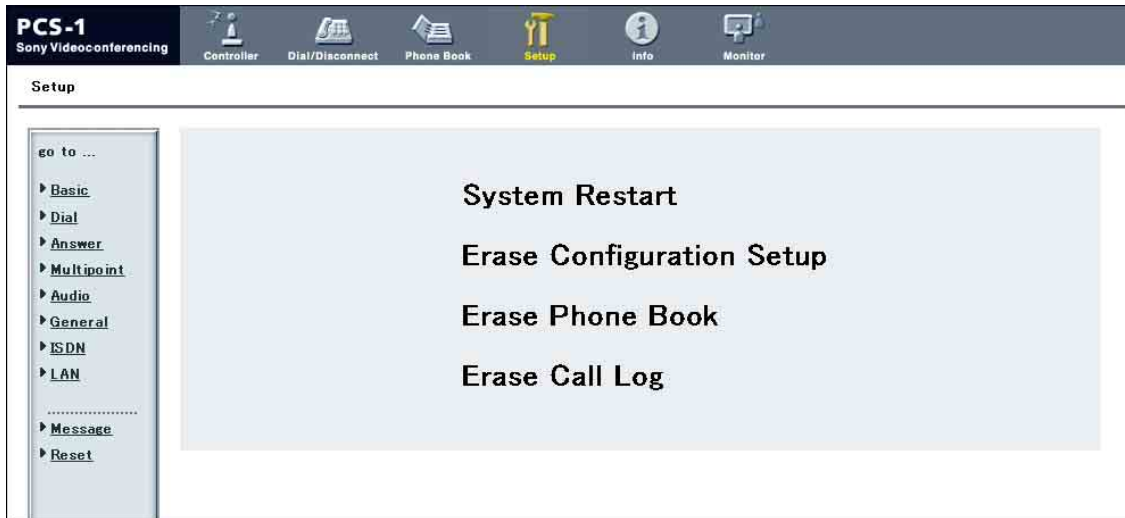 PCS-1
Sony Videoconferencing
Controller
Dial/Disconnect
Phone Book
Setup
Info
Monitor
Setup
go to ...
Basic
Dial
Answer
Multipoint
Audio
General
ISDN
LAN
Message
Reset
System Restart
Erase Configuration Setup
Erase Phone Book
Erase Call Log